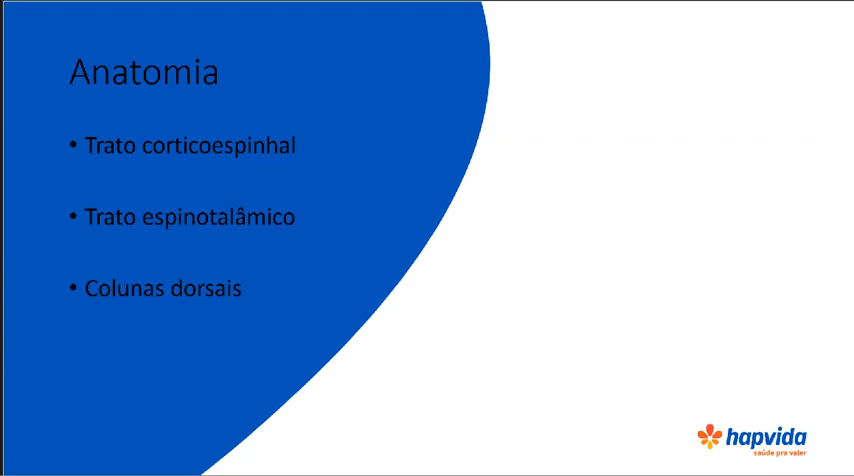 Anatomia
• Trato corticoespinhal
• Trato espinotalâmico
• Colunas dorsais
hapvida
saúde pra valer